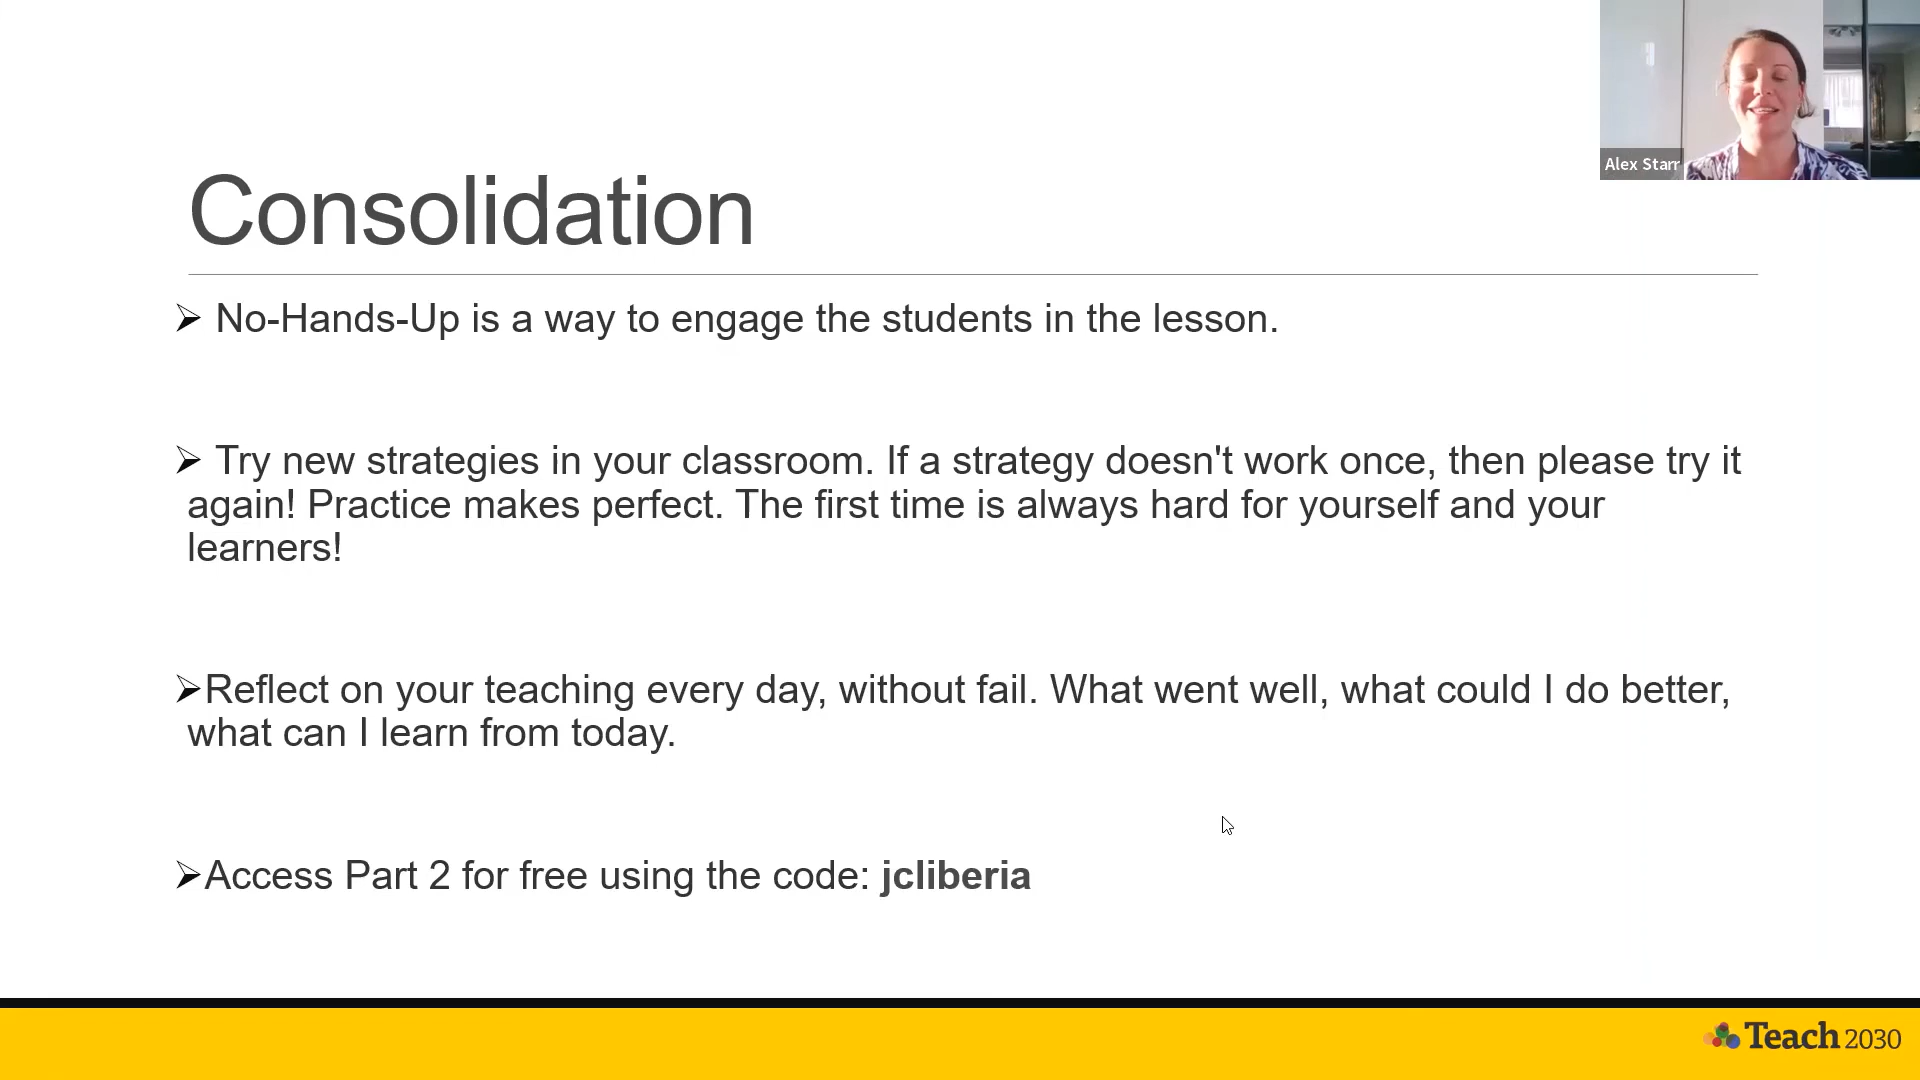 Alex Starr
Consolidation
➢ No-Hands-Up is a way to engage the students in the lesson.
➢ Try new strategies in your classroom. If a strategy doesn't work once, then please try it
again! Practice makes perfect. The first time is always hard for yourself and your
learners!
➢Reflect on your teaching every day, without fail. What went well, what could I do better,
what can I learn from today.
➢Access Part 2 for free using the code: jcliberia
Teach 2030